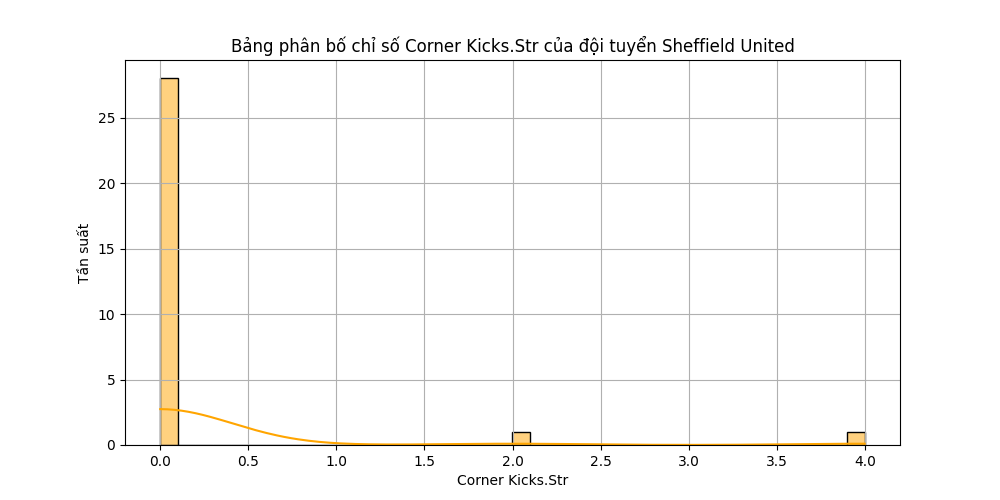 Bảng phân bố chỉ số Corner Kicks.Str của đội tuyển Sheffield United
Tần suất
25
20
15
10
5
0
0.0 0.5 1.0 1.5 2.0 2.5 3.0 3.5 4.0
Corner Kicks.Str